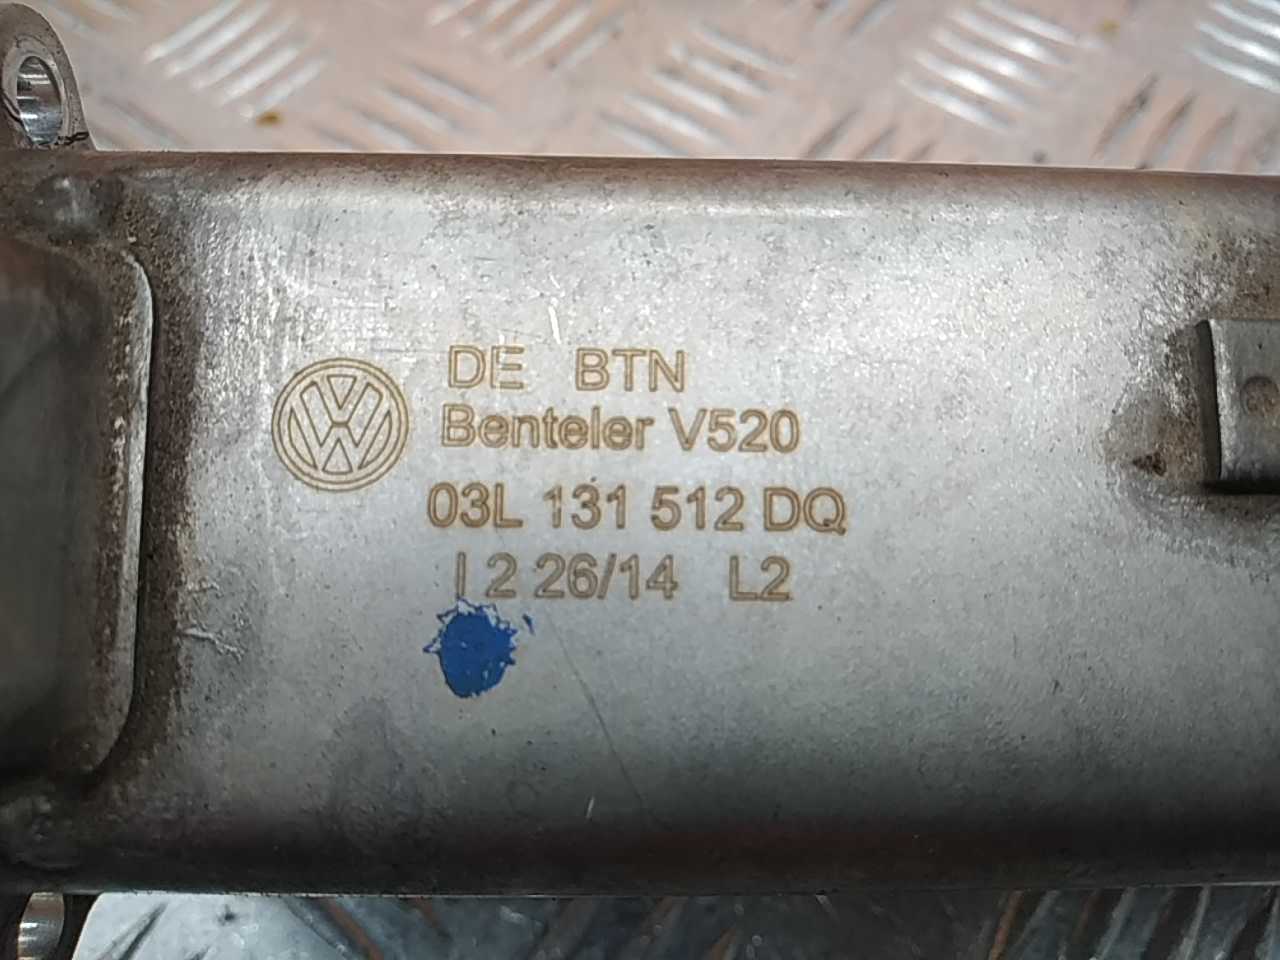 DE BTN
Benteler V520
03L 131 512 DQ
I 2 26/14 L2